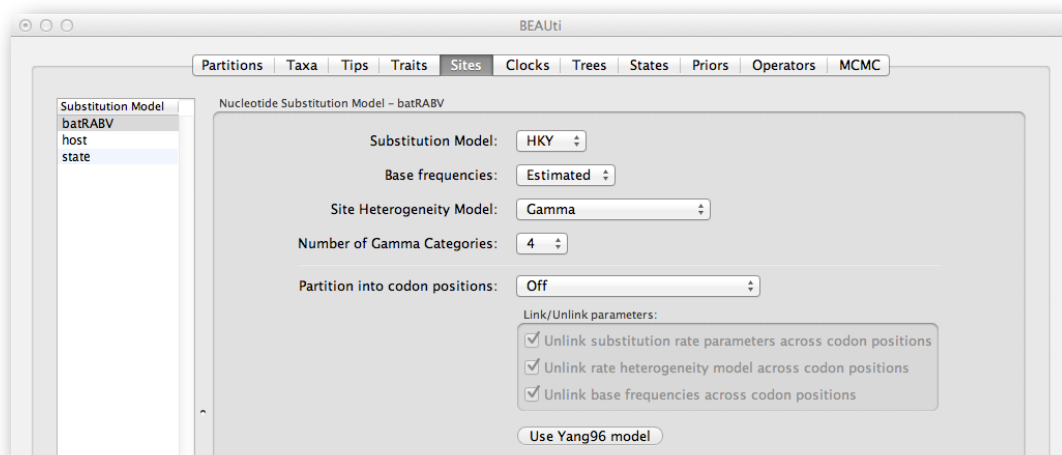 BEAUti
Partitions Taxa Tips Traits Sites Clocks Trees States Priors Operators MCMC
Substitution Model
batRABV
host
state
Nucleotide Substitution Model – batRABV
Substitution Model: HKY
Base frequencies: Estimated
Site Heterogeneity Model: Gamma
Number of Gamma Categories: 4
Partition into codon positions: Off
Link/Unlink parameters:
Unlink substitution rate parameters across codon positions
Unlink rate heterogeneity model across codon positions
Unlink base frequencies across codon positions
Use Yang96 model